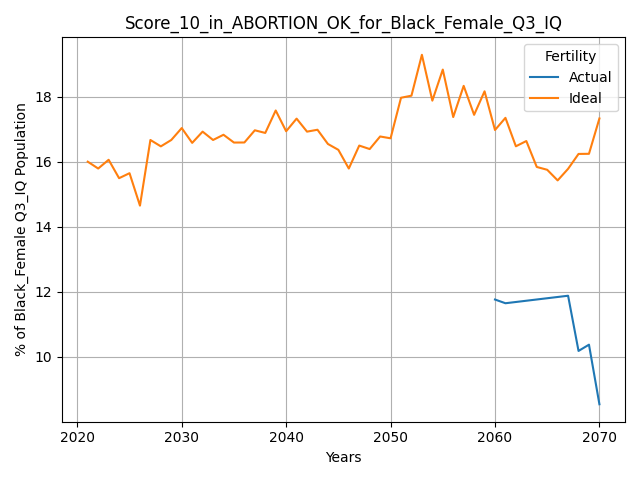 Score_10_in_ABORTION_OK_for_Black_Female_Q3_IQ
Fertility
Actual
Ideal
% of Black_Female Q3_IQ Population
18
16
14
12
10
2020 2030 2040 2050 2060 2070
Years